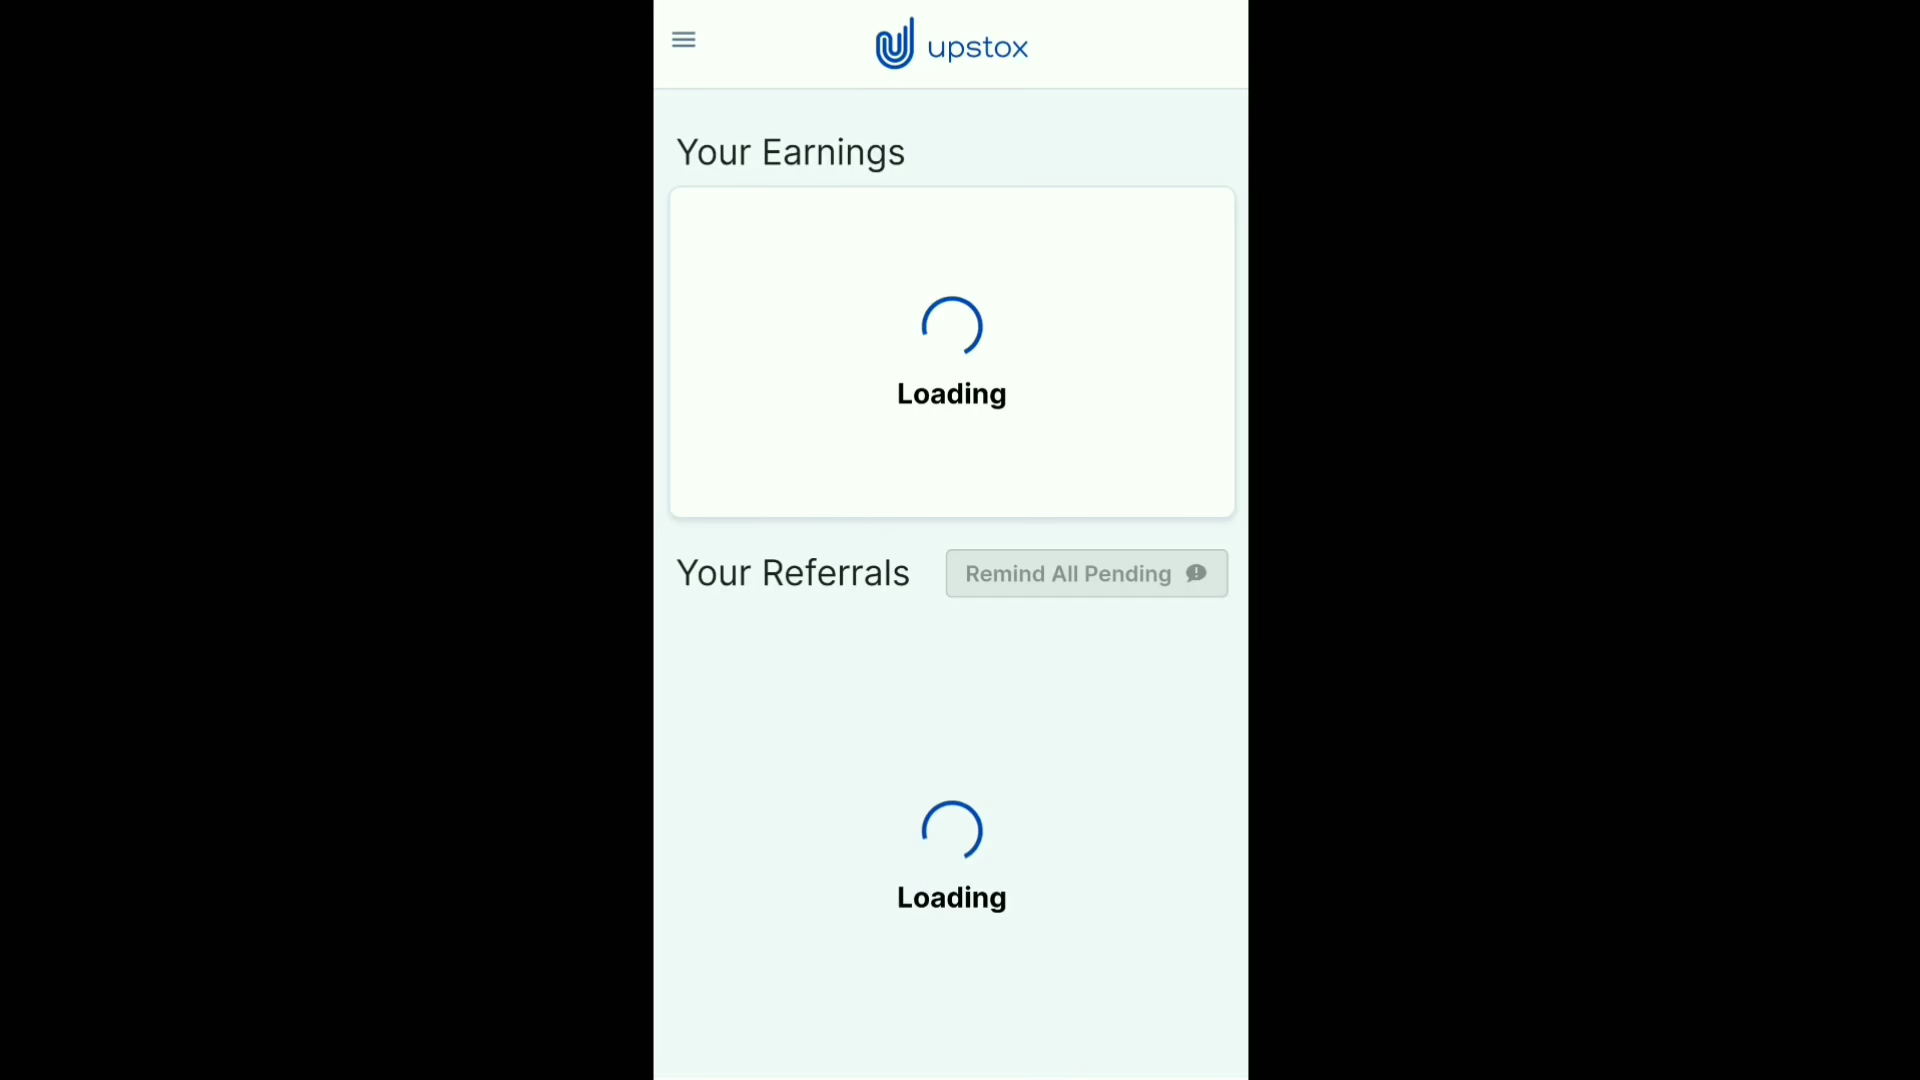 upstox
Your Earnings
Loading
Your Referrals
Remind All Pending
Loading